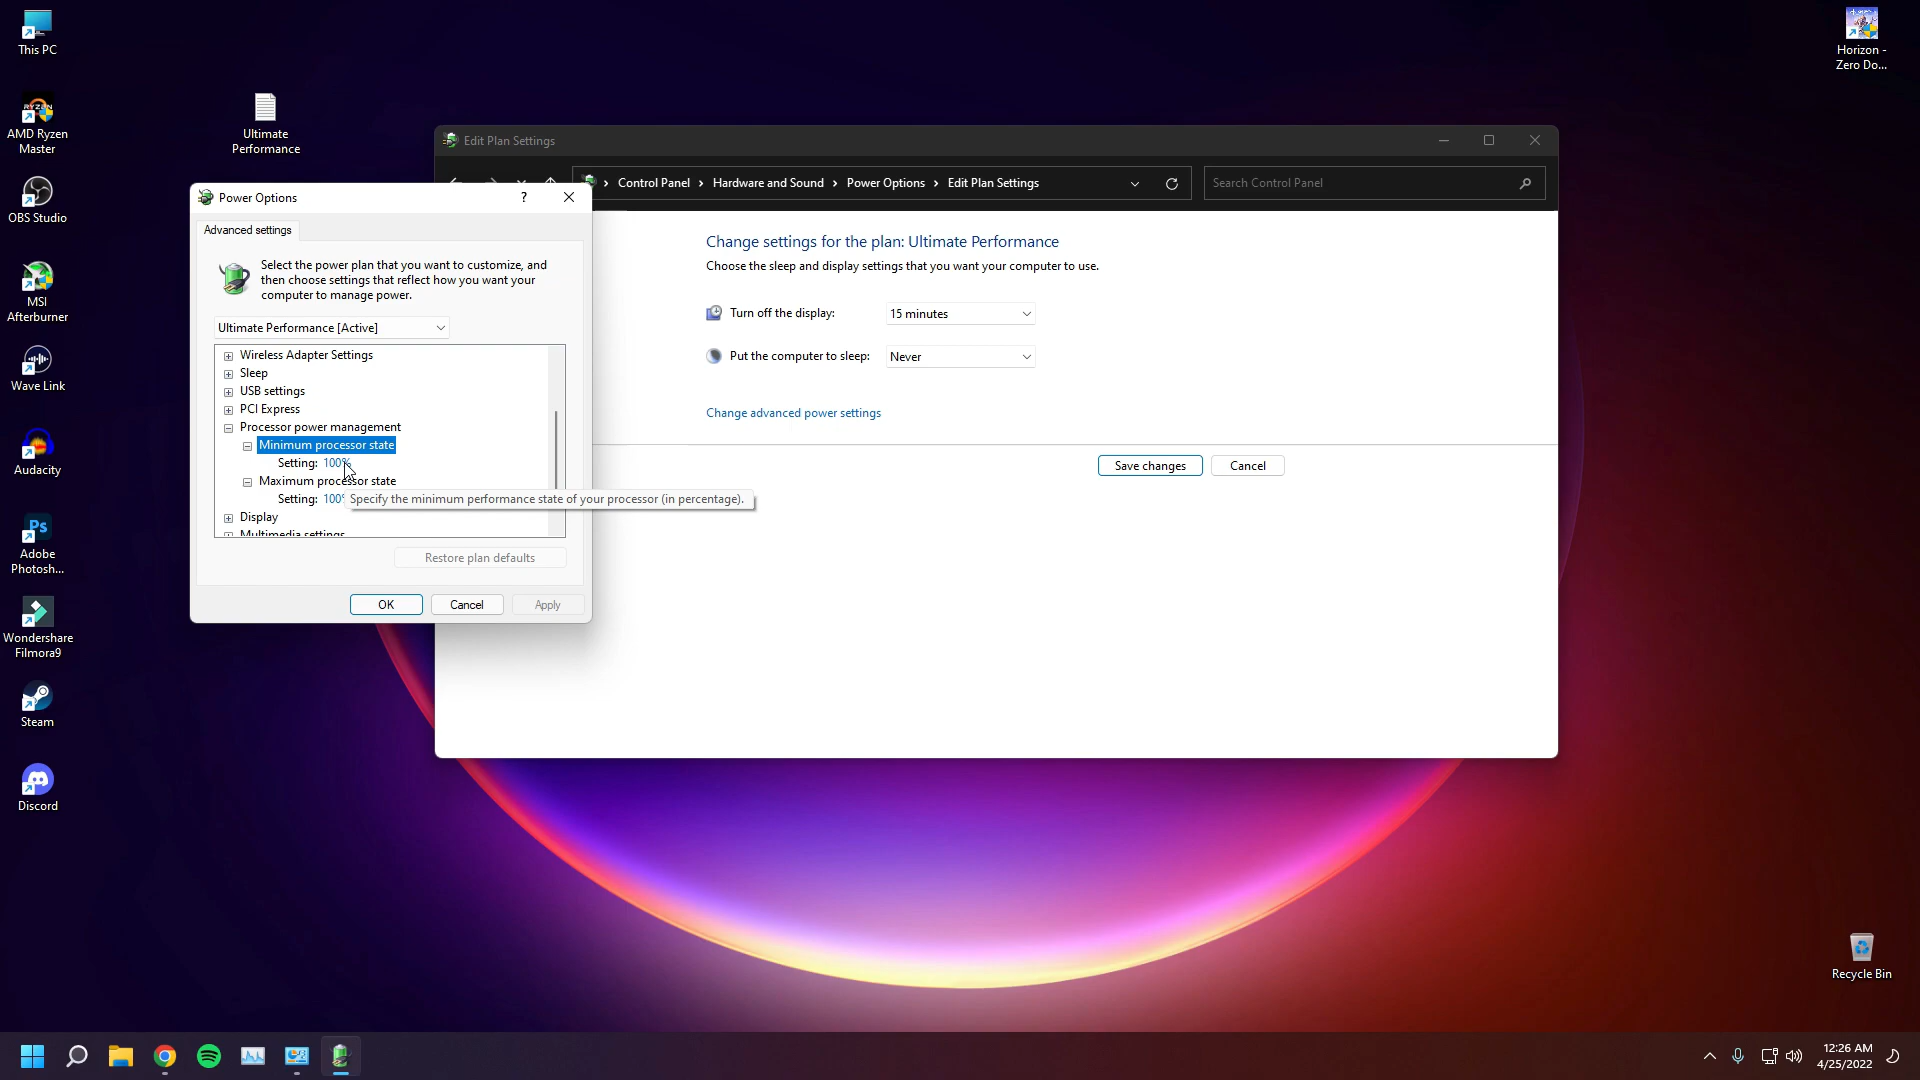 This PC
AMD Ryzen
Master
OBS Studio
MSI
Afterburner
Wave Link
Audacity
Ps
Adobe
Photosh...
Wondershare
Filmora9
Steam
Discord
Ultimate
Performance
Horizon -
Zero Do...
Recycle Bin
Edit Plan Settings
Control Panel › Hardware and Sound › Power Options › Edit Plan Settings
Search Control Panel
Change settings for the plan: Ultimate Performance
Choose the sleep and display settings that you want your computer to use.
Turn off the display: 15 minutes
Put the computer to sleep: Never
Change advanced power settings
Save changes Cancel
Power Options ?
Advanced settings
Select the power plan that you want to customize, and
then choose settings that reflect how you want your
computer to manage power.
Ultimate Performance [Active]
Wireless Adapter Settings
Sleep
USB settings
PCI Express
Processor power management
Minimum processor state
Setting: 100%
Maximum processor state
Setting: 100%
Specify the minimum performance state of your processor (in percentage).
Display
Multimedia settings
Restore plan defaults
OK Cancel Apply
12:26 AM
4/25/2022